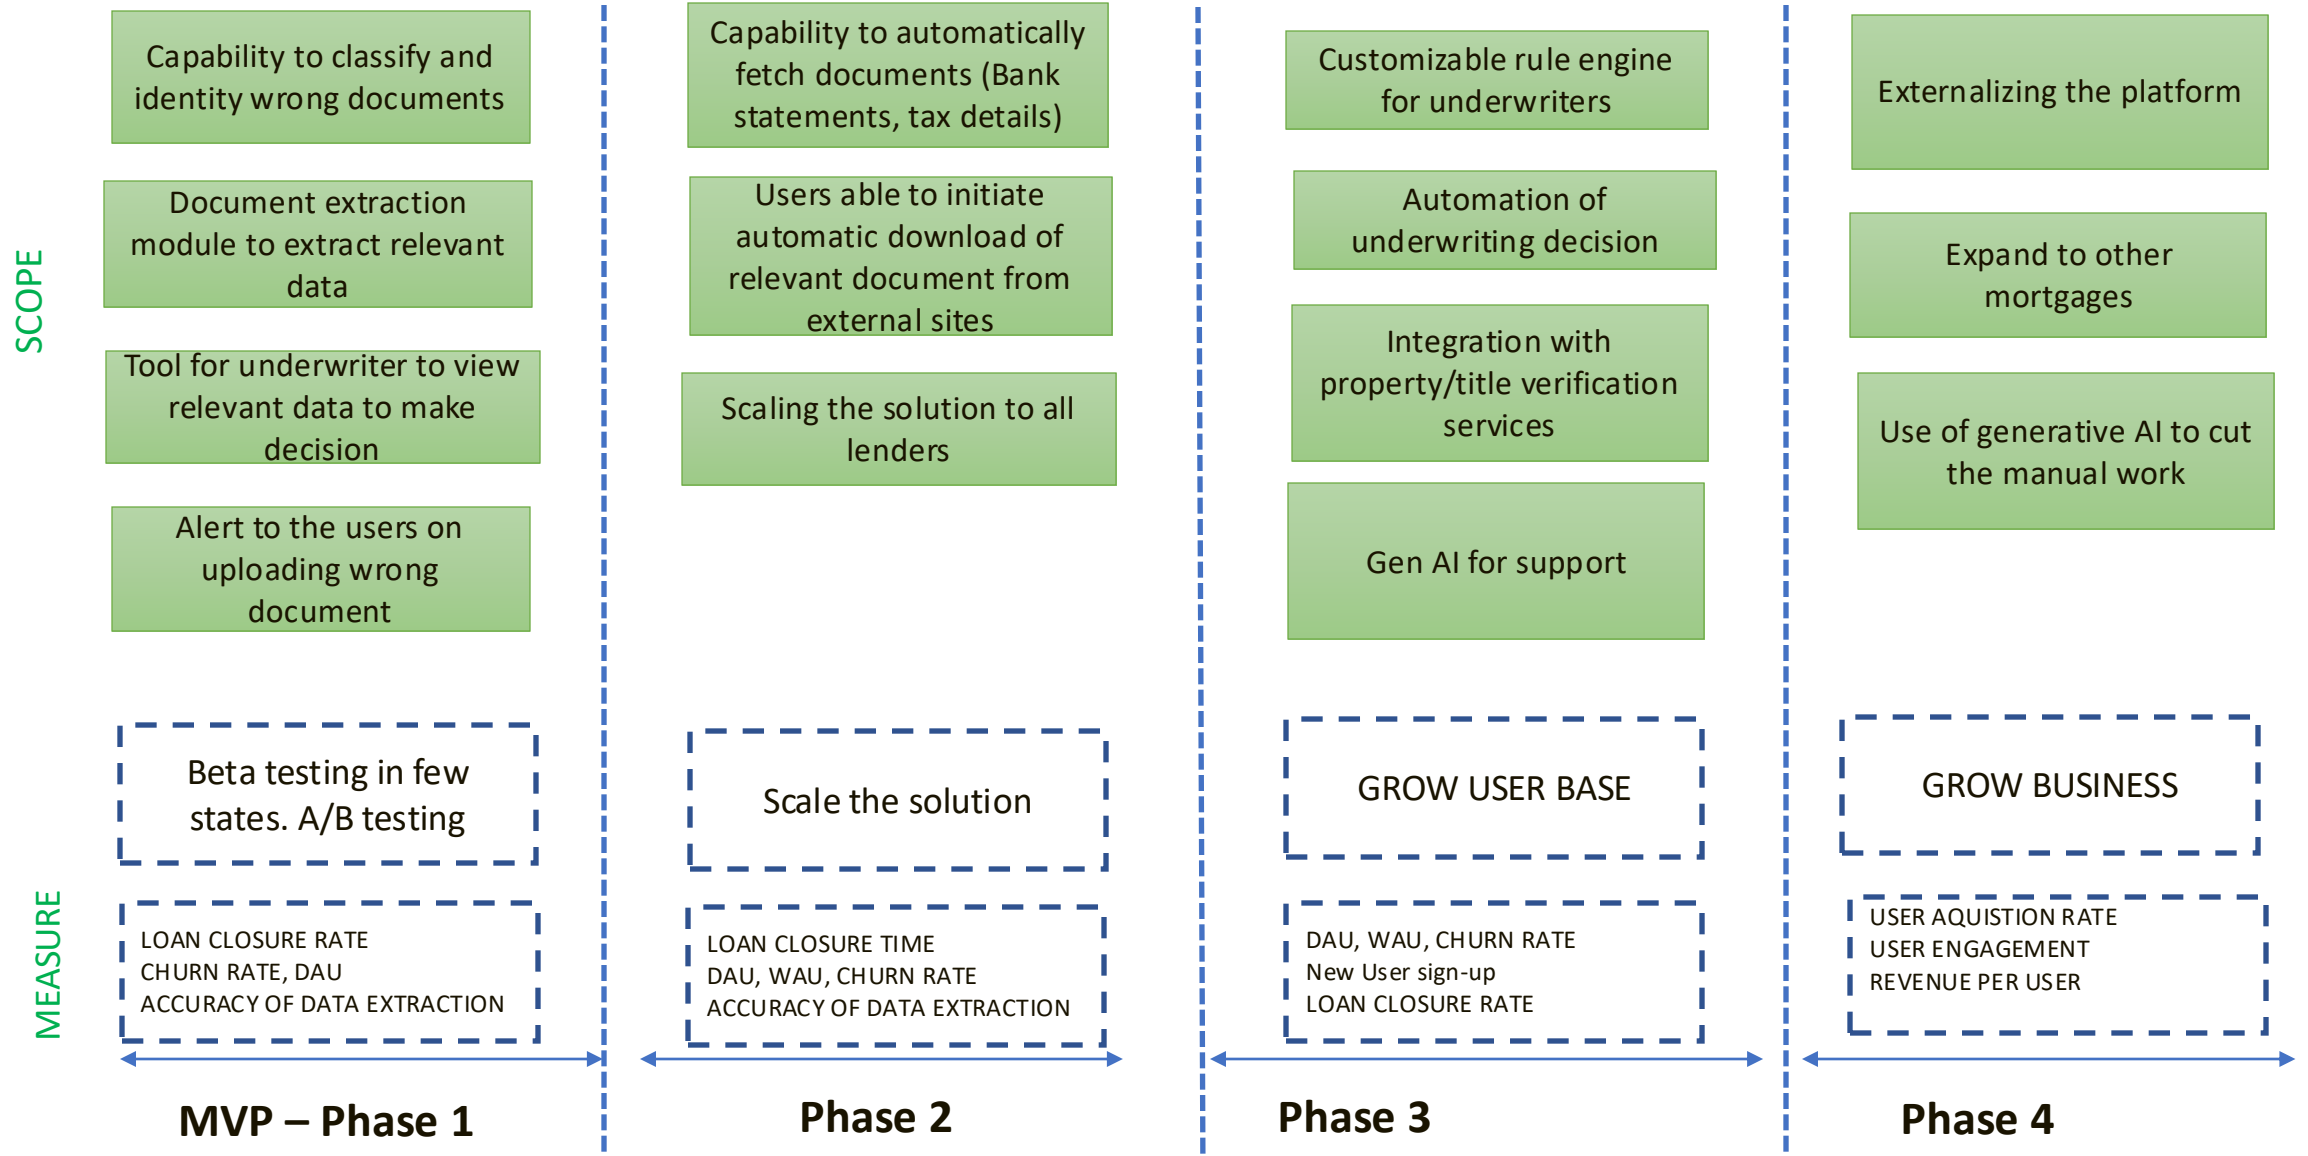 SCOPE
Capability to classify and
identity wrong documents
Document extraction
module to extract relevant
data
Tool for underwriter to view
relevant data to make
decision
Alert to the users on
uploading wrong
document
Capability to automatically
fetch documents (Bank
statements, tax details)
Users able to initiate
automatic download of
relevant document from
external sites
Scaling the solution to all
lenders
Customizable rule engine
for underwriters
Automation of
underwriting decision
Integration with
property/title verification
services
Gen AI for support
Externalizing the platform
Expand to other
mortgages
Use of generative AI to cut
the manual work
MEASURE
Beta testing in few
states. A/B testing
Scale the solution
GROW USER BASE
GROW BUSINESS
LOAN CLOSURE RATE
CHURN RATE, DAU
ACCURACY OF DATA EXTRACTION
LOAN CLOSURE TIME
DAU, WAU, CHURN RATE
ACCURACY OF DATA EXTRACTION
DAU, WAU, CHURN RATE
New User sign-up
LOAN CLOSURE RATE
USER AQUISTION RATE
USER ENGAGEMENT
REVENUE PER USER
MVP – Phase 1
Phase 2
Phase 3
Phase 4